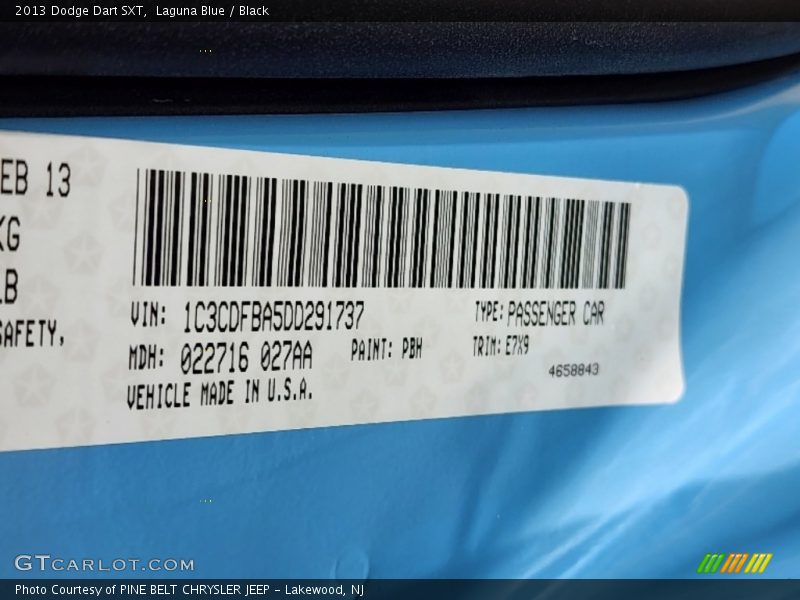 2013 Dodge Dart SXT, Laguna Blue / Black
EB 13
KG
LB
SAFETY,
VIN: 1C3CDFBA5DD291737 TYPE: PASSENGER CAR
MDH: 022716 027AA PAINT: PBH TRIM: E7X9
VEHICLE MADE IN U.S.A. 4658843
GTCARLOT.COM
Photo Courtesy of PINE BELT CHRYSLER JEEP - Lakewood, NJ